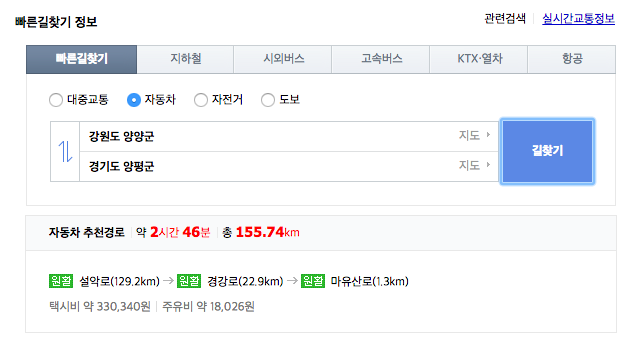 빠른길찾기 정보
관련검색 실시간교통정보
빠른길찾기 지하철 시외버스 고속버스 KTX·열차 항공
대중교통 자동차 자전거 도보
강원도 양양군 지도
길찾기
경기도 양평군 지도
자동차 추천경로 약 2시간 46분 총 155.74km
원활 설악로(129.2km) → 원활 경강로(22.9km) → 원활 마유산로(1.3km)
택시비 약 330,340원 주유비 약 18,026원